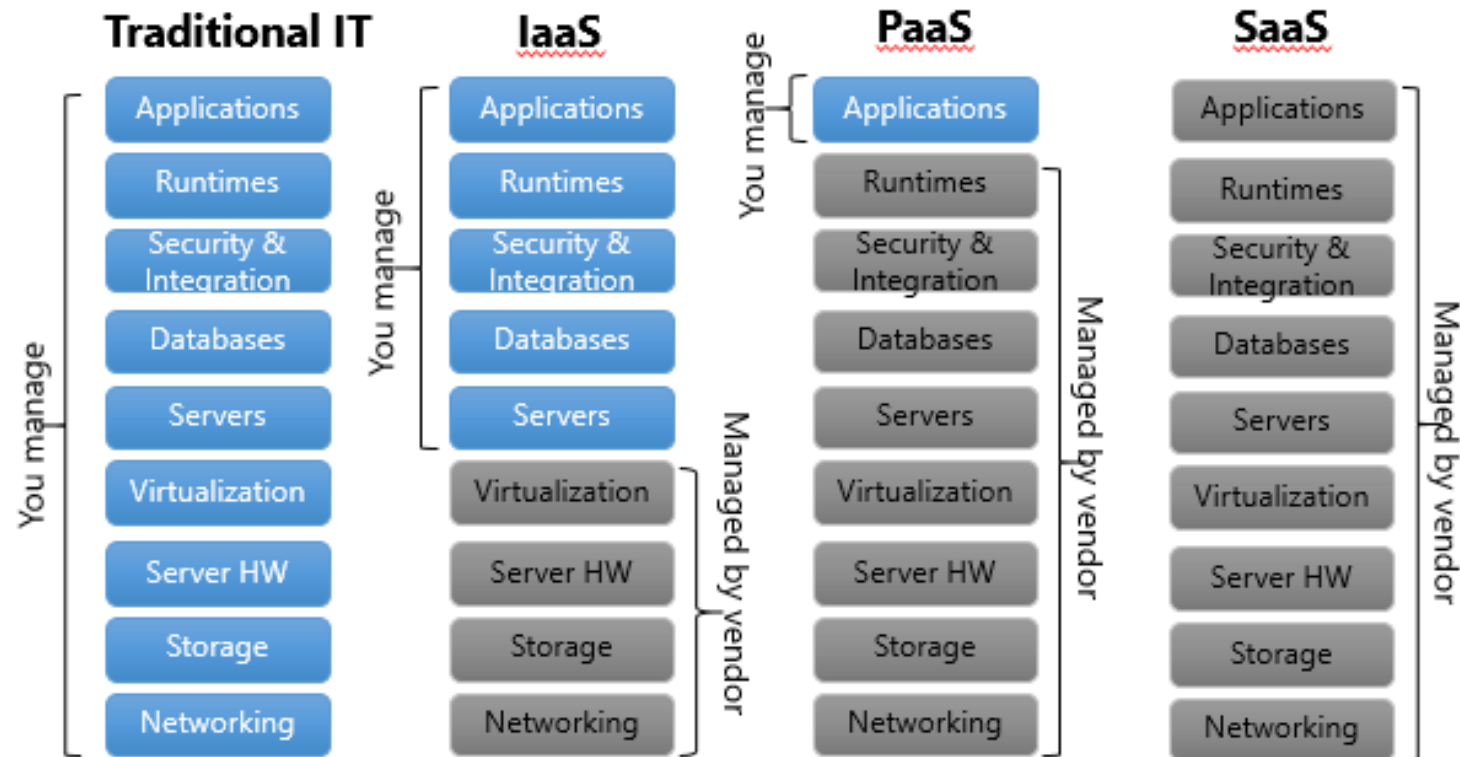 Traditional IT
IaaS
PaaS
SaaS
You manage
Applications
Runtimes
Security &
Integration
Databases
Servers
Virtualization
Server HW
Storage
Networking
You manage
Applications
Runtimes
Security &
Integration
Databases
Servers
Virtualization
Server HW
Storage
Networking
Managed by vendor
You manage
Applications
Runtimes
Security &
Integration
Databases
Servers
Virtualization
Server HW
Storage
Networking
Managed by vendor
Applications
Runtimes
Security &
Integration
Databases
Servers
Virtualization
Server HW
Storage
Networking
Managed by vendor